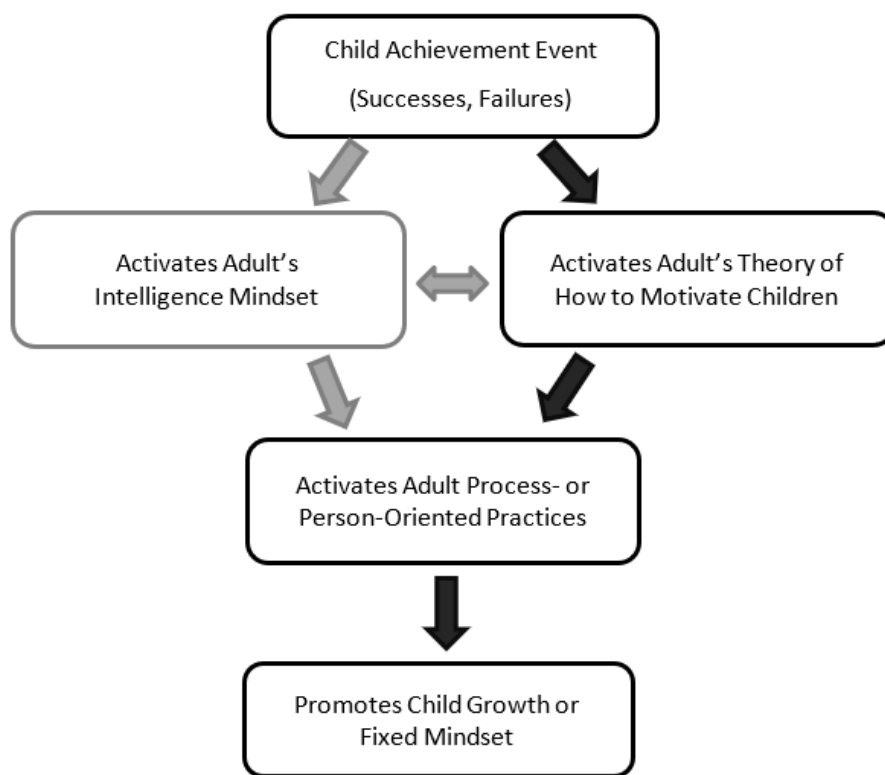 Child Achievement Event
(Successes, Failures)
Activates Adult’s
Intelligence Mindset
Activates Adult’s Theory of
How to Motivate Children
Activates Adult Process- or
Person-Oriented Practices
Promotes Child Growth or
Fixed Mindset